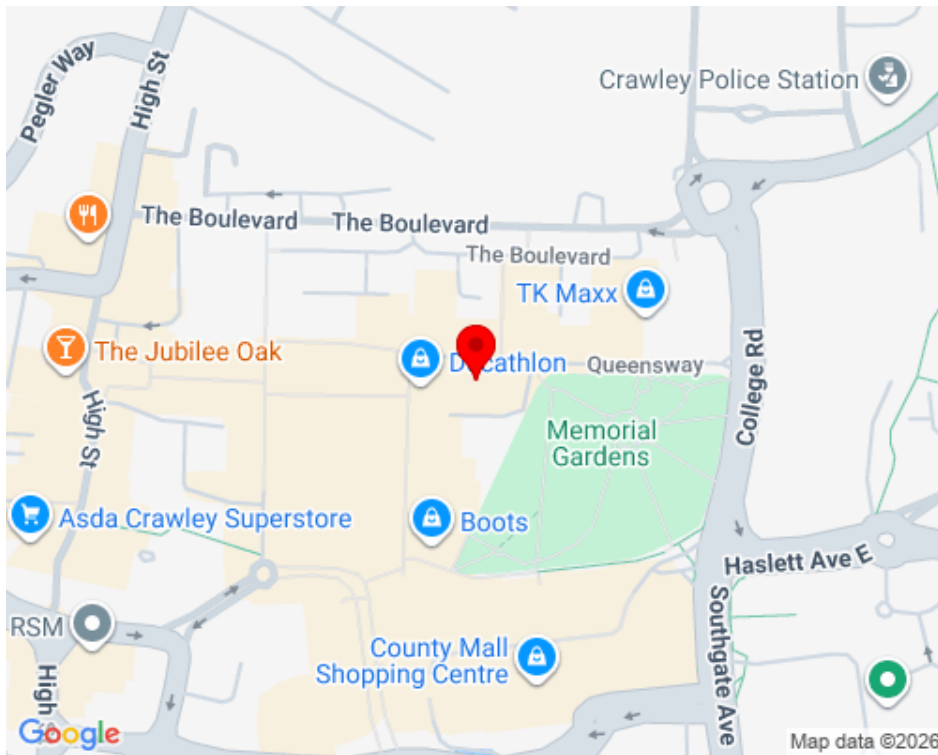 Pegler Way
High St
Crawley Police Station
The Boulevard
The Boulevard
The Boulevard
TK Maxx
The Jubilee Oak
Decathlon
Queensway
College Rd
High St
Memorial
Gardens
Asda Crawley Superstore
Boots
Haslett Ave E
Southgate Ave
RSM
County Mall
Shopping Centre
High
Google
Map data ©2026